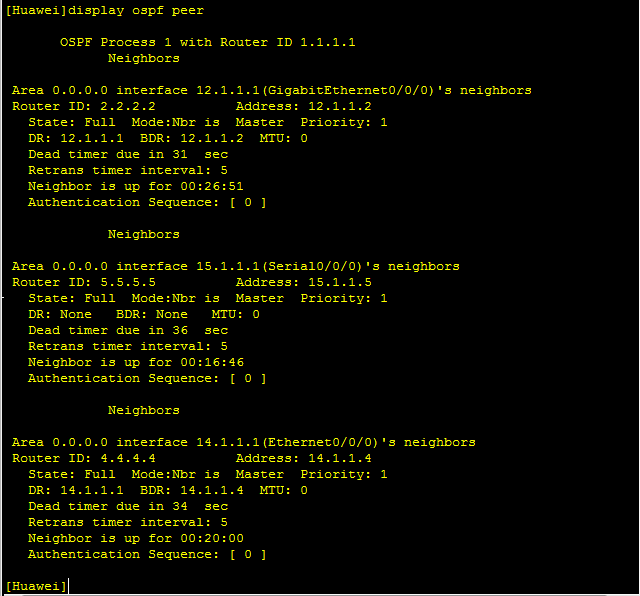 [Huawei]display ospf peer
OSPF Process 1 with Router ID 1.1.1.1
Neighbors
Area 0.0.0.0 interface 12.1.1.1(GigabitEthernet0/0/0)'s neighbors
Router ID: 2.2.2.2 Address: 12.1.1.2
State: Full Mode:Nbr is Master Priority: 1
DR: 12.1.1.1 BDR: 12.1.1.2 MTU: 0
Dead timer due in 31 sec
Retrans timer interval: 5
Neighbor is up for 00:26:51
Authentication Sequence: [ 0 ]
Neighbors
Area 0.0.0.0 interface 15.1.1.1(Serial0/0/0)'s neighbors
Router ID: 5.5.5.5 Address: 15.1.1.5
State: Full Mode:Nbr is Master Priority: 1
DR: None BDR: None MTU: 0
Dead timer due in 36 sec
Retrans timer interval: 5
Neighbor is up for 00:16:46
Authentication Sequence: [ 0 ]
Neighbors
Area 0.0.0.0 interface 14.1.1.1(Ethernet0/0/0)'s neighbors
Router ID: 4.4.4.4 Address: 14.1.1.4
State: Full Mode:Nbr is Master Priority: 1
DR: 14.1.1.1 BDR: 14.1.1.4 MTU: 0
Dead timer due in 34 sec
Retrans timer interval: 5
Neighbor is up for 00:20:00
Authentication Sequence: [ 0 ]
[Huawei]